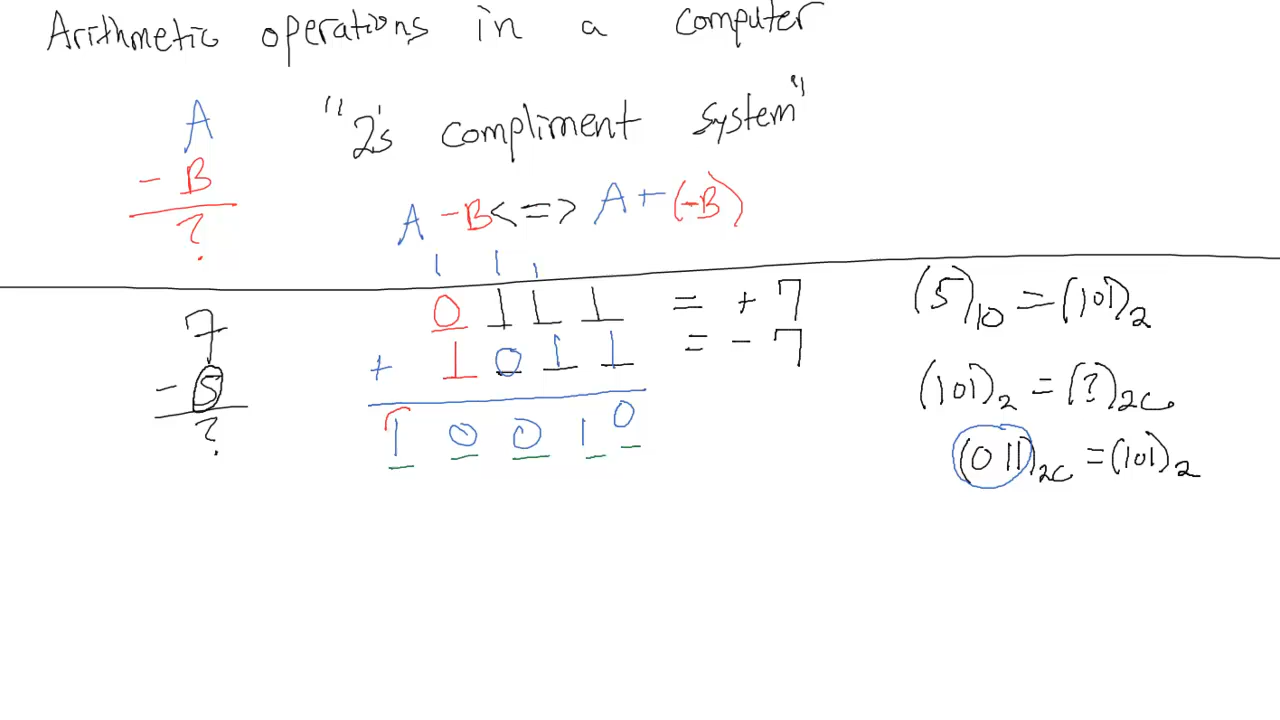 Arithmetic operations in a computer
A
- B
?
"2's compliment system"
A - B <=> A + (-B)
1 1 1
7
- 5
?
0 1 1 1 = + 7
+ 1 0 1 1 = - 7
1 0 0 1 0
(5)10 = (101)2
(101)2 = (?)2C
(011)2C = (101)2